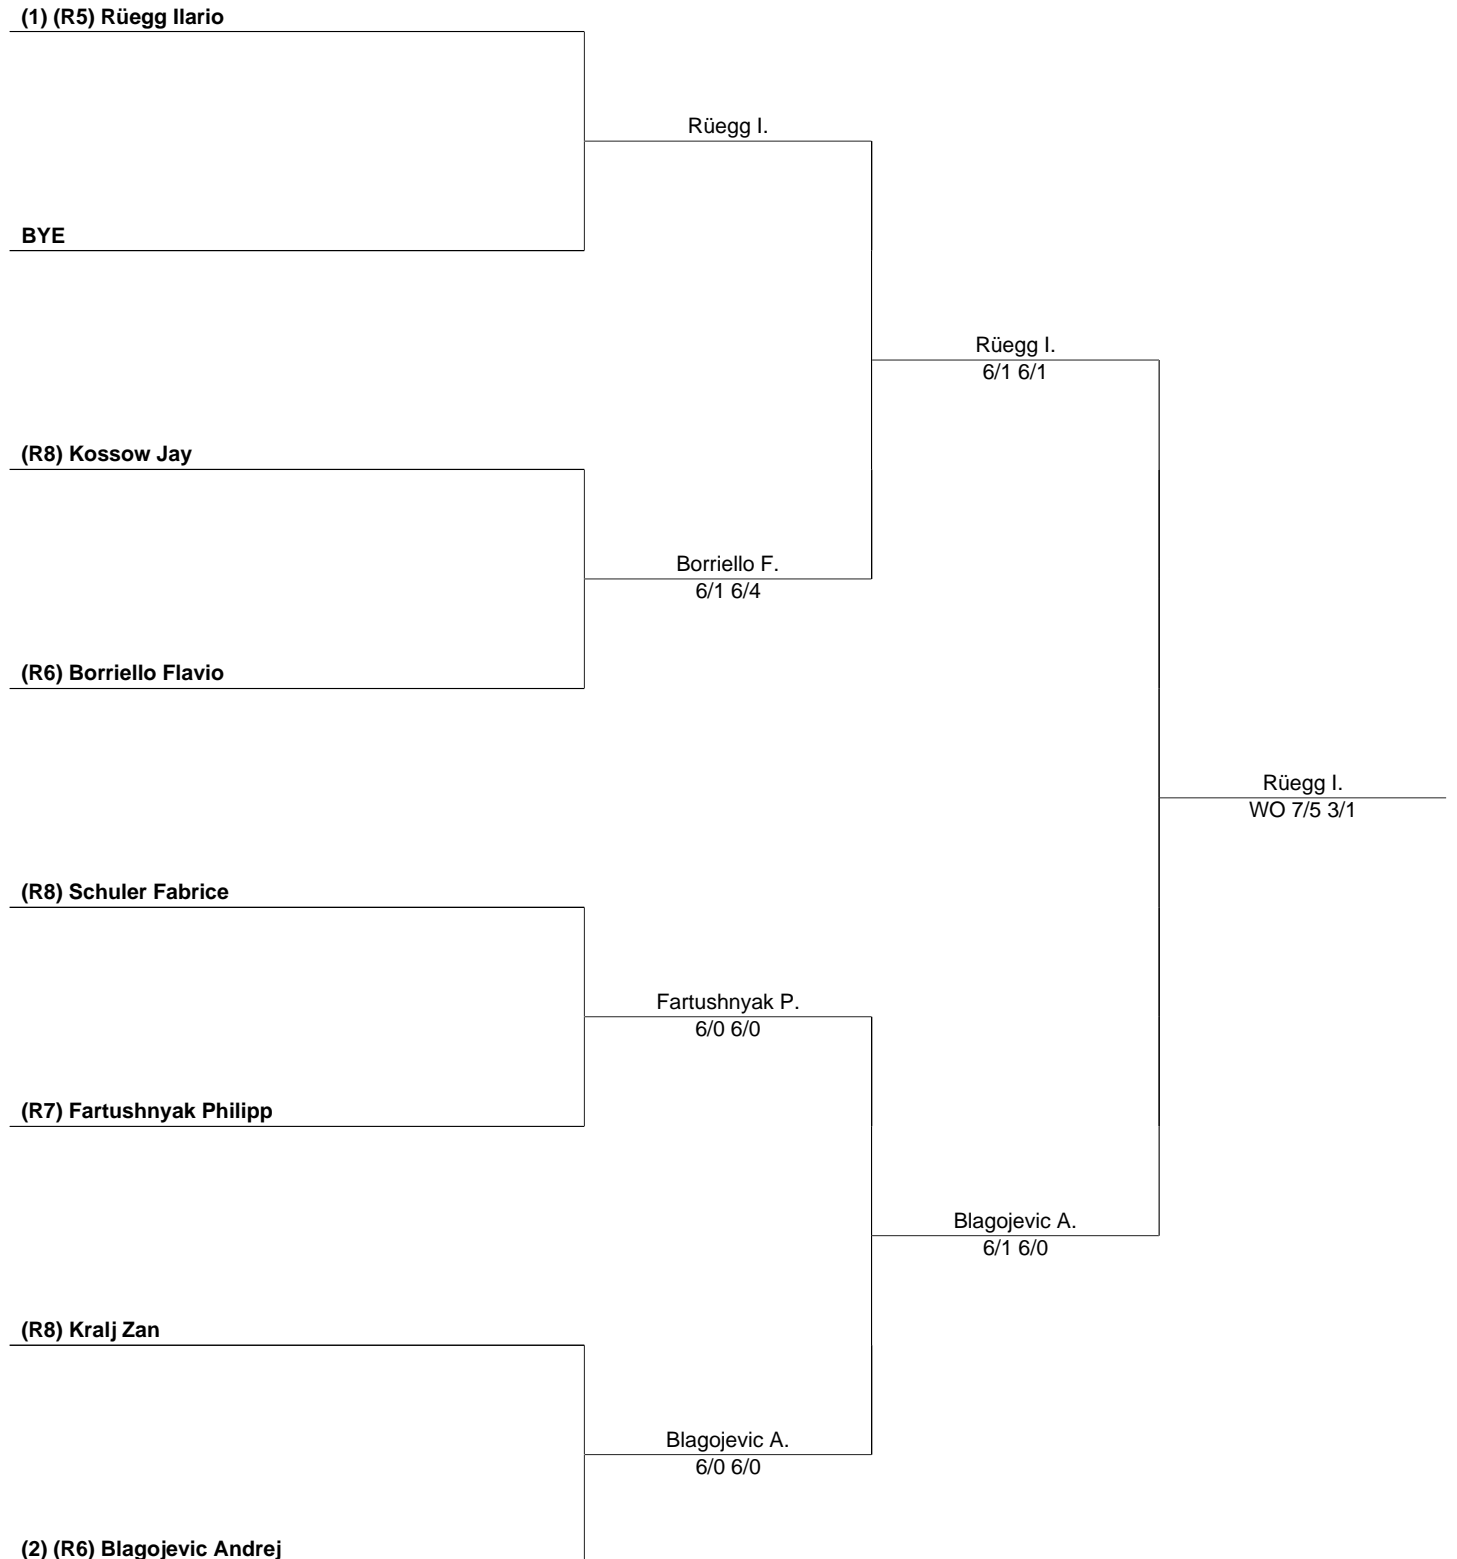 (1) (R5) Rüegg Ilario
Rüegg I.
BYE
Rüegg I.
6/1 6/1
(R8) Kossow Jay
Borriello F.
6/1 6/4
(R6) Borriello Flavio
Rüegg I.
WO 7/5 3/1
(R8) Schuler Fabrice
Fartushnyak P.
6/0 6/0
(R7) Fartushnyak Philipp
Blagojevic A.
6/1 6/0
(R8) Kralj Zan
Blagojevic A.
6/0 6/0
(2) (R6) Blagojevic Andrej